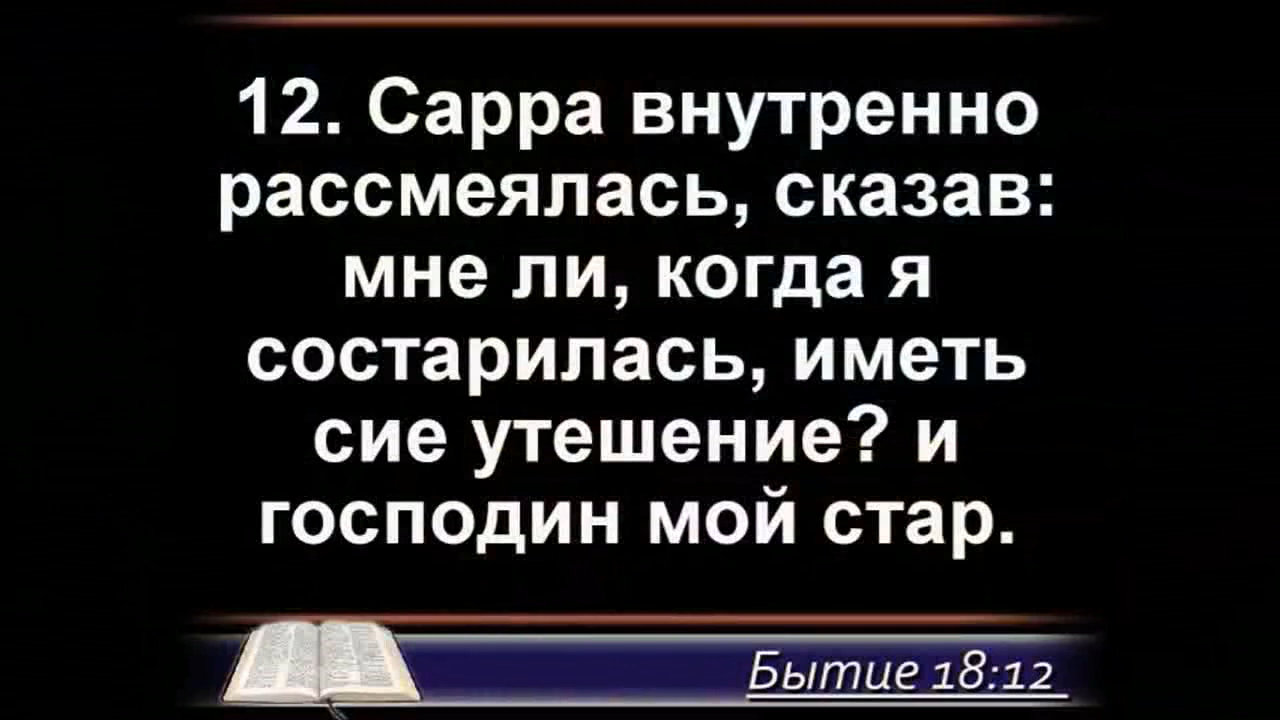 12. Сарра внутренно
рассмеялась, сказав:
мне ли, когда я
состарилась, иметь
сие утешение? и
господин мой стар.
Бытие 18:12